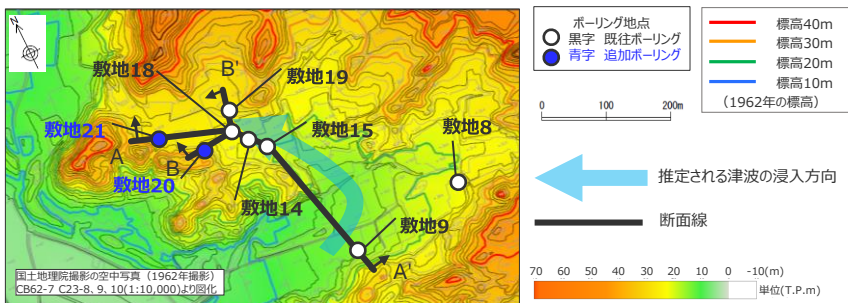 敷地18
B'
敷地19
敷地21
敷地15
敷地8
A
B
敷地20
敷地14
敷地9
A'
国土地理院撮影の空中写真(1962年撮影)
CB62-7 C23-8、9、10(1:10,000)より図化
ボーリング地点
黒字 既往ボーリング
青字 追加ボーリング
標高40m
標高30m
標高20m
標高10m
(1962年の標高)
0 100 200m
推定される津波の浸入方向
断面線
70 60 50 40 30 20 10 0 -10(m)
単位(T.P.m)